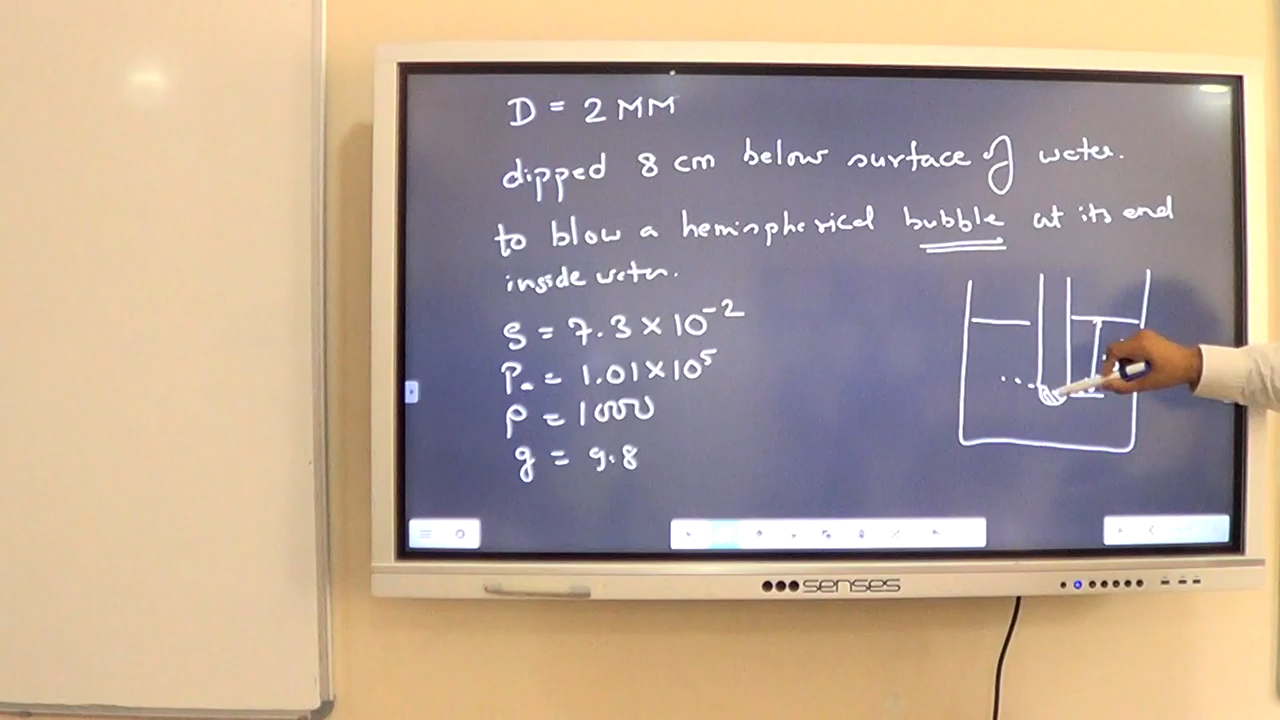 D = 2 MM
dipped 8 cm below surface of water.
to blow a hemispherical bubble at its end
inside water.
S = 7.3 × 10⁻²
Pₐ = 1.01 × 10⁵
ρ = 1000
g = 9.8
senses